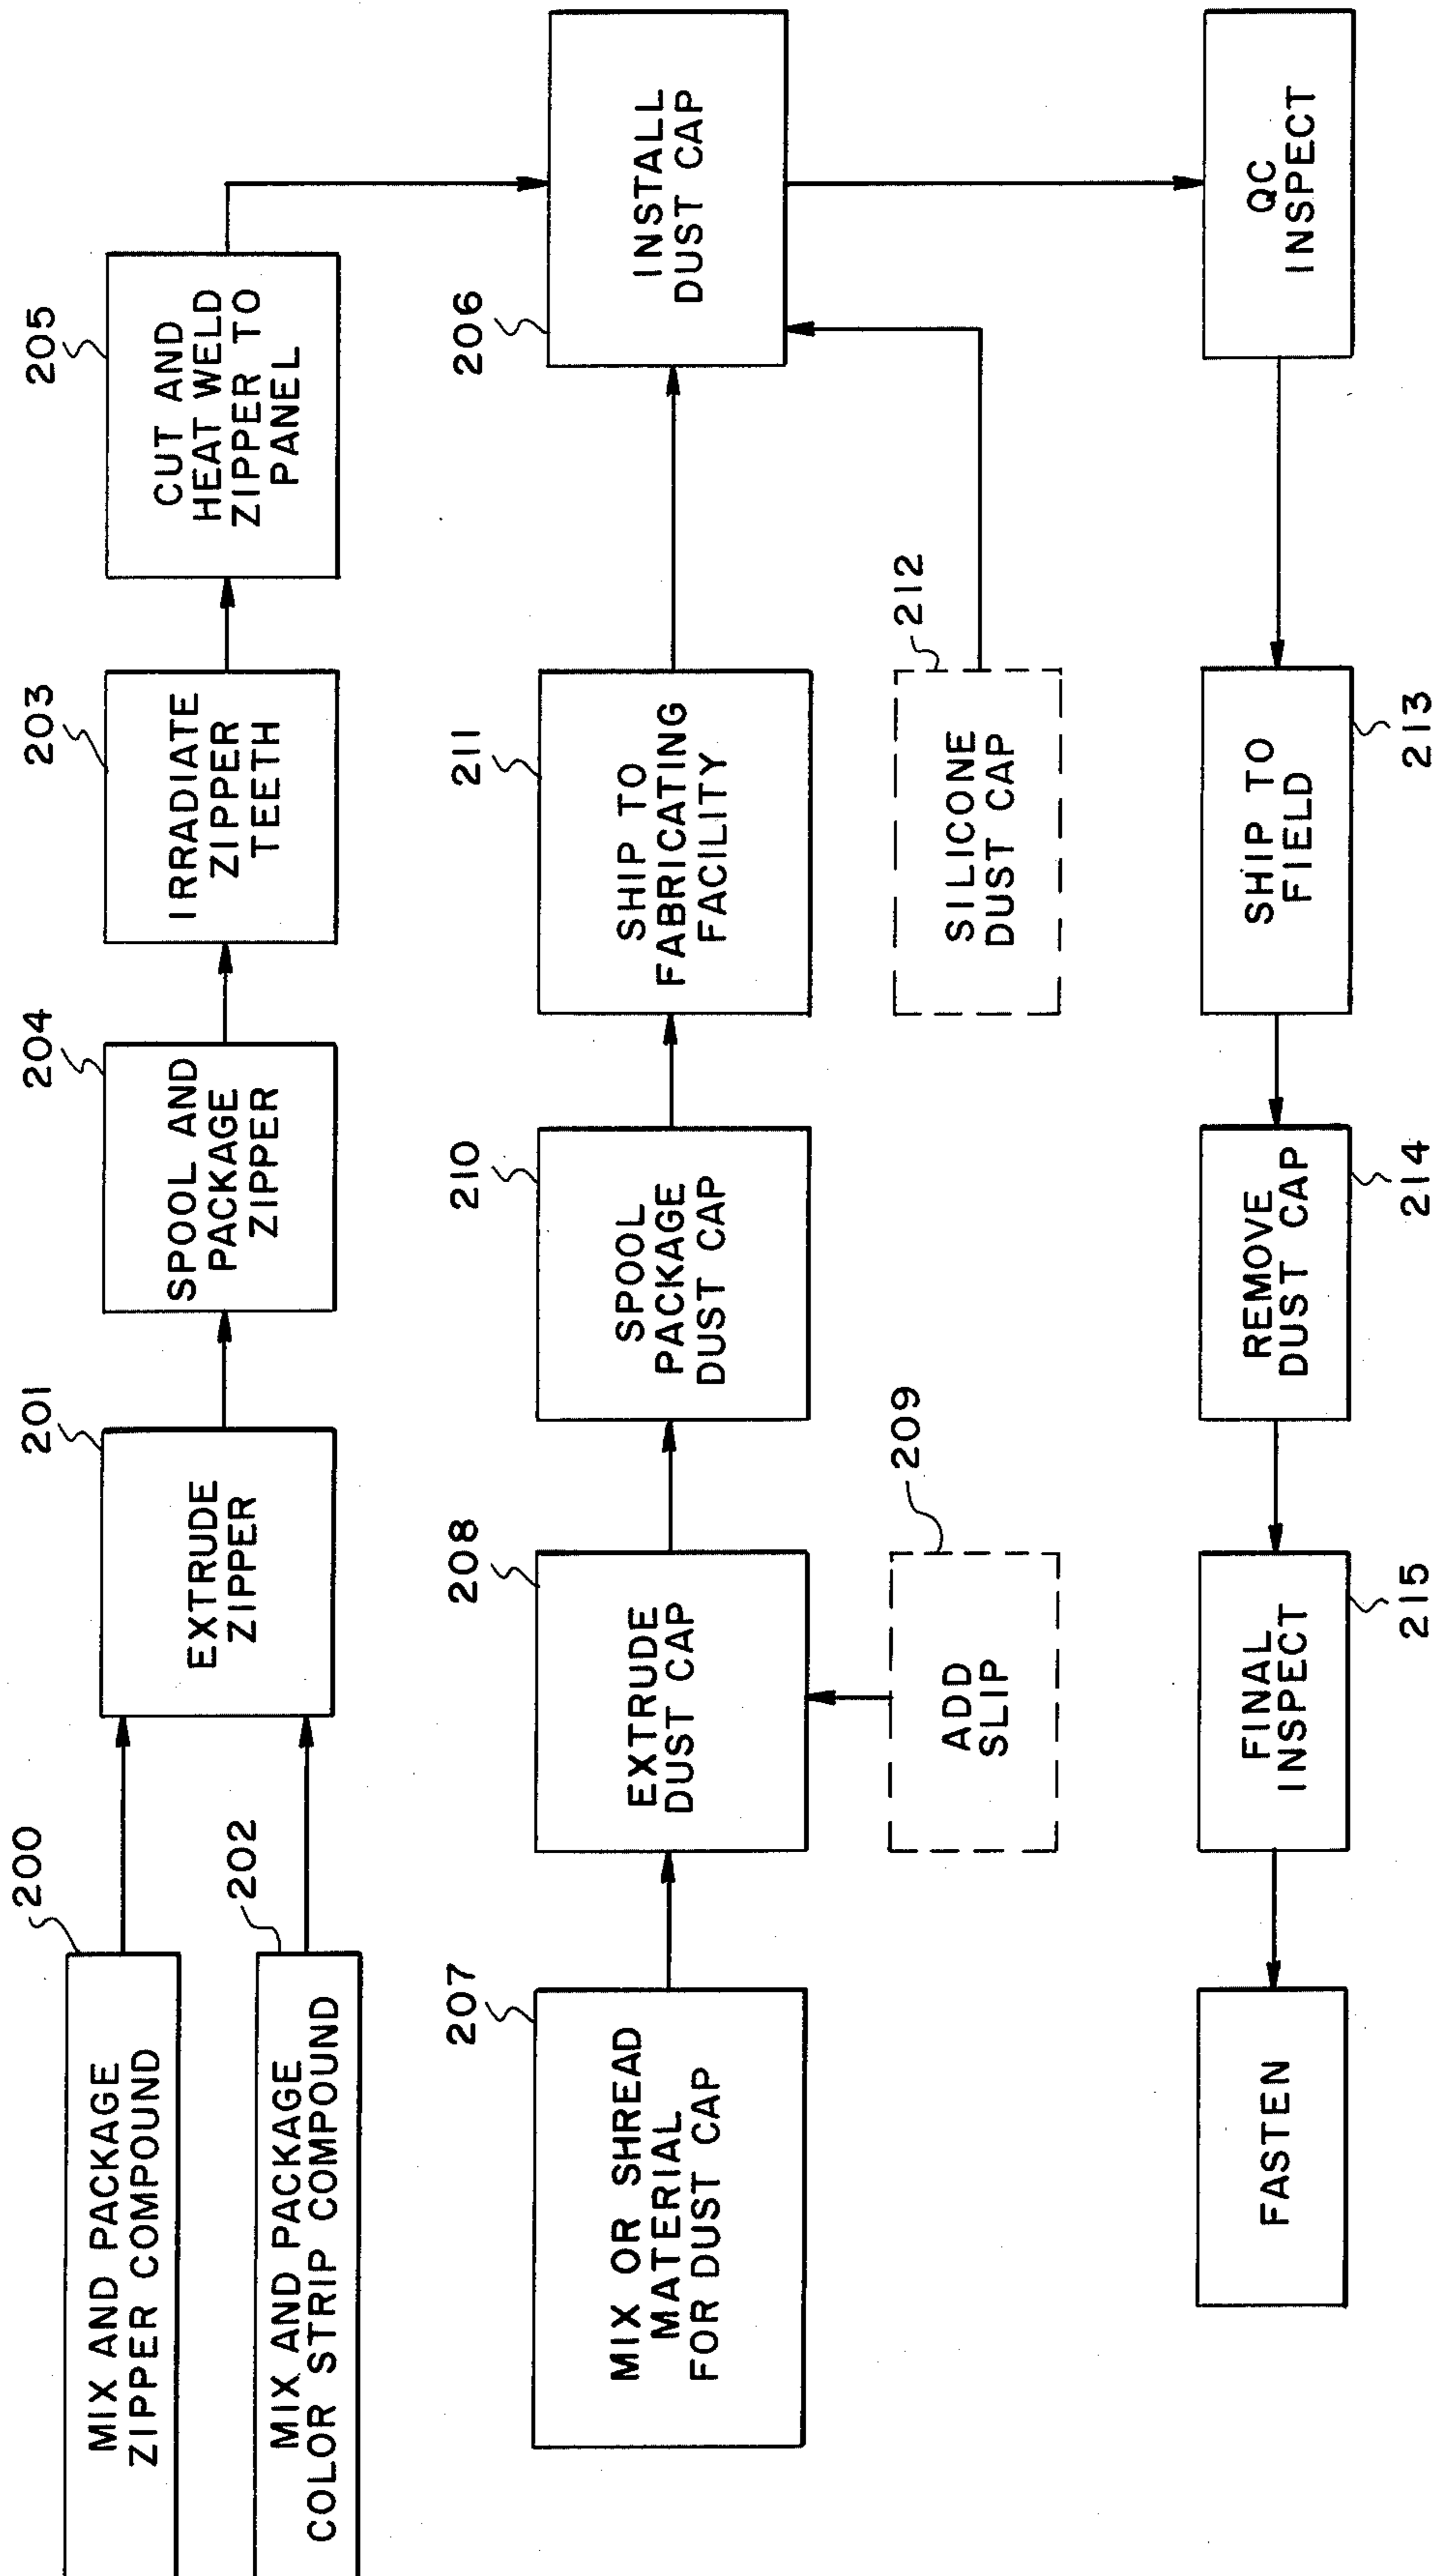 200
MIX AND PACKAGE
ZIPPER COMPOUND
202
MIX AND PACKAGE
COLOR STRIP COMPOUND
201
EXTRUDE
ZIPPER
204
SPOOL AND
PACKAGE
ZIPPER
203
IRRADIATE
ZIPPER
TEETH
205
CUT AND
HEAT WELD
ZIPPER TO
PANEL
207
MIX OR SHREAD
MATERIAL
FOR DUST CAP
208
EXTRUDE
DUST CAP
209
ADD
SLIP
210
SPOOL
PACKAGE
DUST CAP
211
SHIP TO
FABRICATING
FACILITY
212
SILICONE
DUST CAP
206
INSTALL
DUST CAP
QC
INSPECT
SHIP TO
FIELD
213
REMOVE
DUST CAP
214
FINAL
INSPECT
215
FASTEN